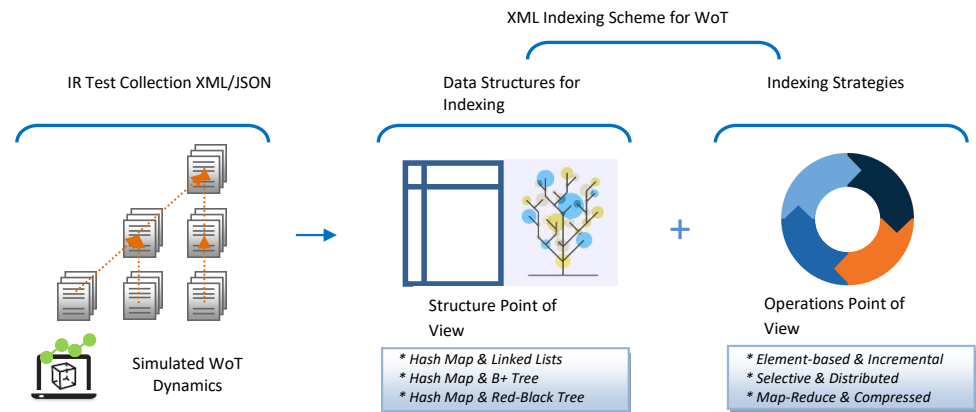 XML Indexing Scheme for WoT
IR Test Collection XML/JSON
Data Structures for
Indexing
Indexing Strategies
Structure Point of
View
Operations Point of
View
Simulated WoT
Dynamics
* Hash Map & Linked Lists
* Hash Map & B+ Tree
* Hash Map & Red-Black Tree
* Element-based & Incremental
* Selective & Distributed
* Map-Reduce & Compressed